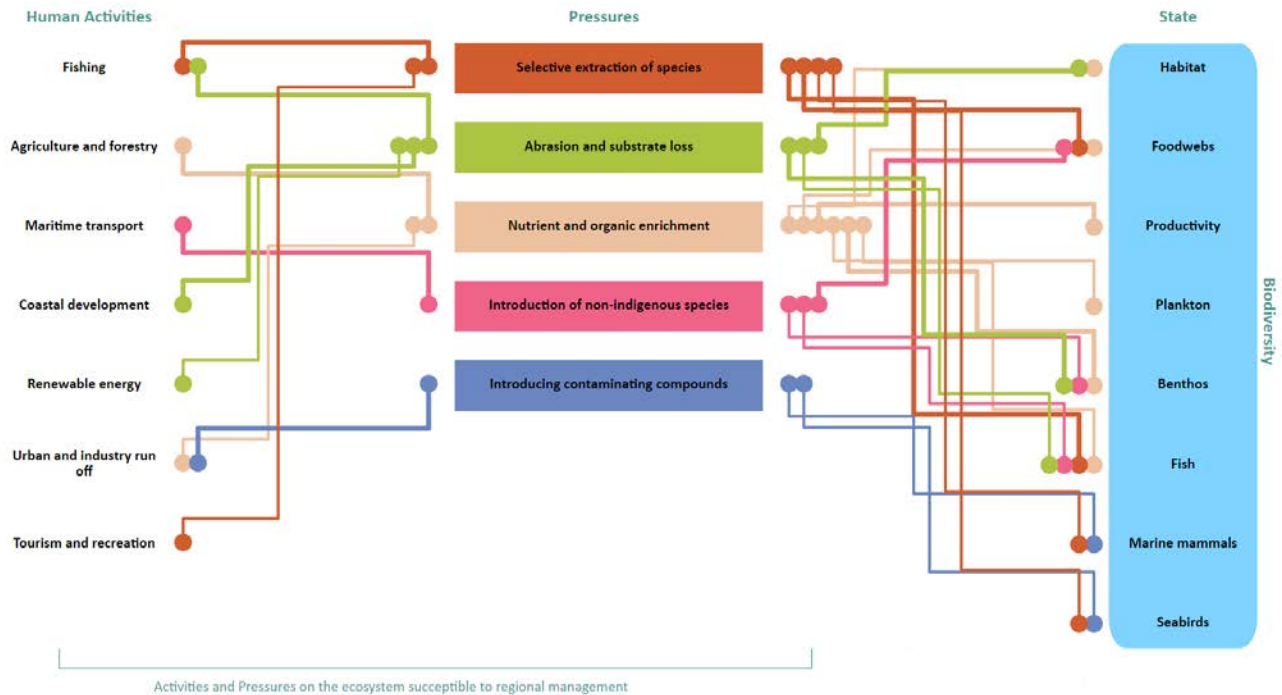 Human Activities
Pressures
State
Fishing
Selective extraction of species
Habitat
Agriculture and forestry
Abrasion and substrate loss
Foodwebs
Maritime transport
Nutrient and organic enrichment
Productivity
Coastal development
Introduction of non-indigenous species
Plankton
Biodiversity
Renewable energy
Introducing contaminating compounds
Benthos
Urban and industry run
off
Fish
Tourism and recreation
Marine mammals
Seabirds
Activities and Pressures on the ecosystem succeptible to regional management